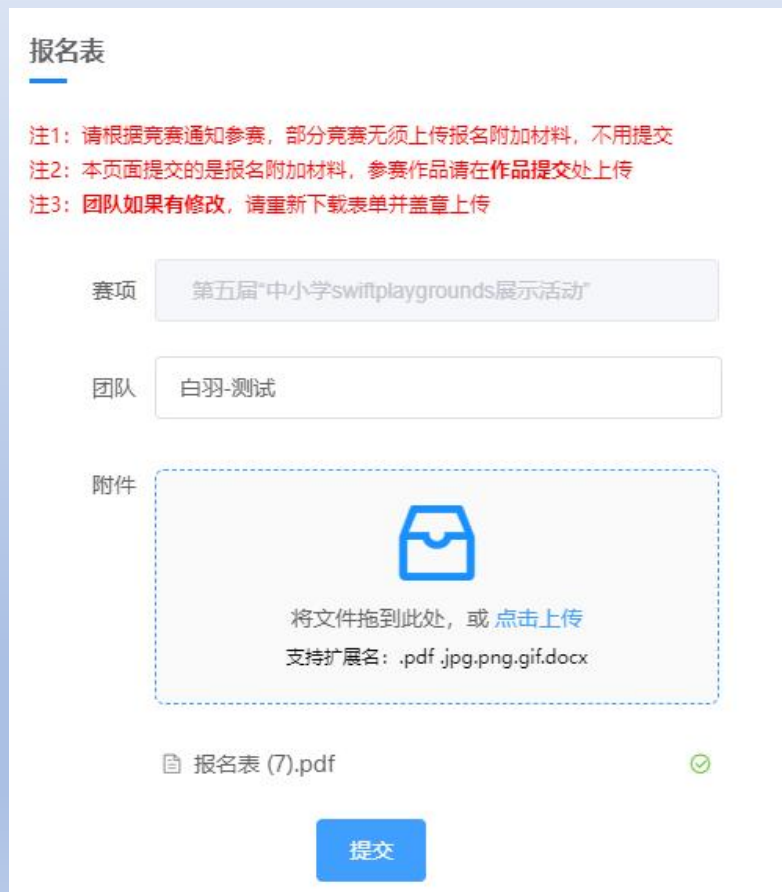 报名表
注1：请根据竞赛通知参赛，部分竞赛无须上传报名附加材料，不用提交
注2：本页面提交的是报名附加材料，参赛作品请在作品提交处上传
注3：团队如果有修改，请重新下载表单并盖章上传
赛项 第五届“中小学swiftplaygrounds展示活动”
团队 白羽-测试
附件
将文件拖到此处，或 点击上传
支持扩展名：.pdf .jpg.png.gif.docx
报名表 (7).pdf
提交